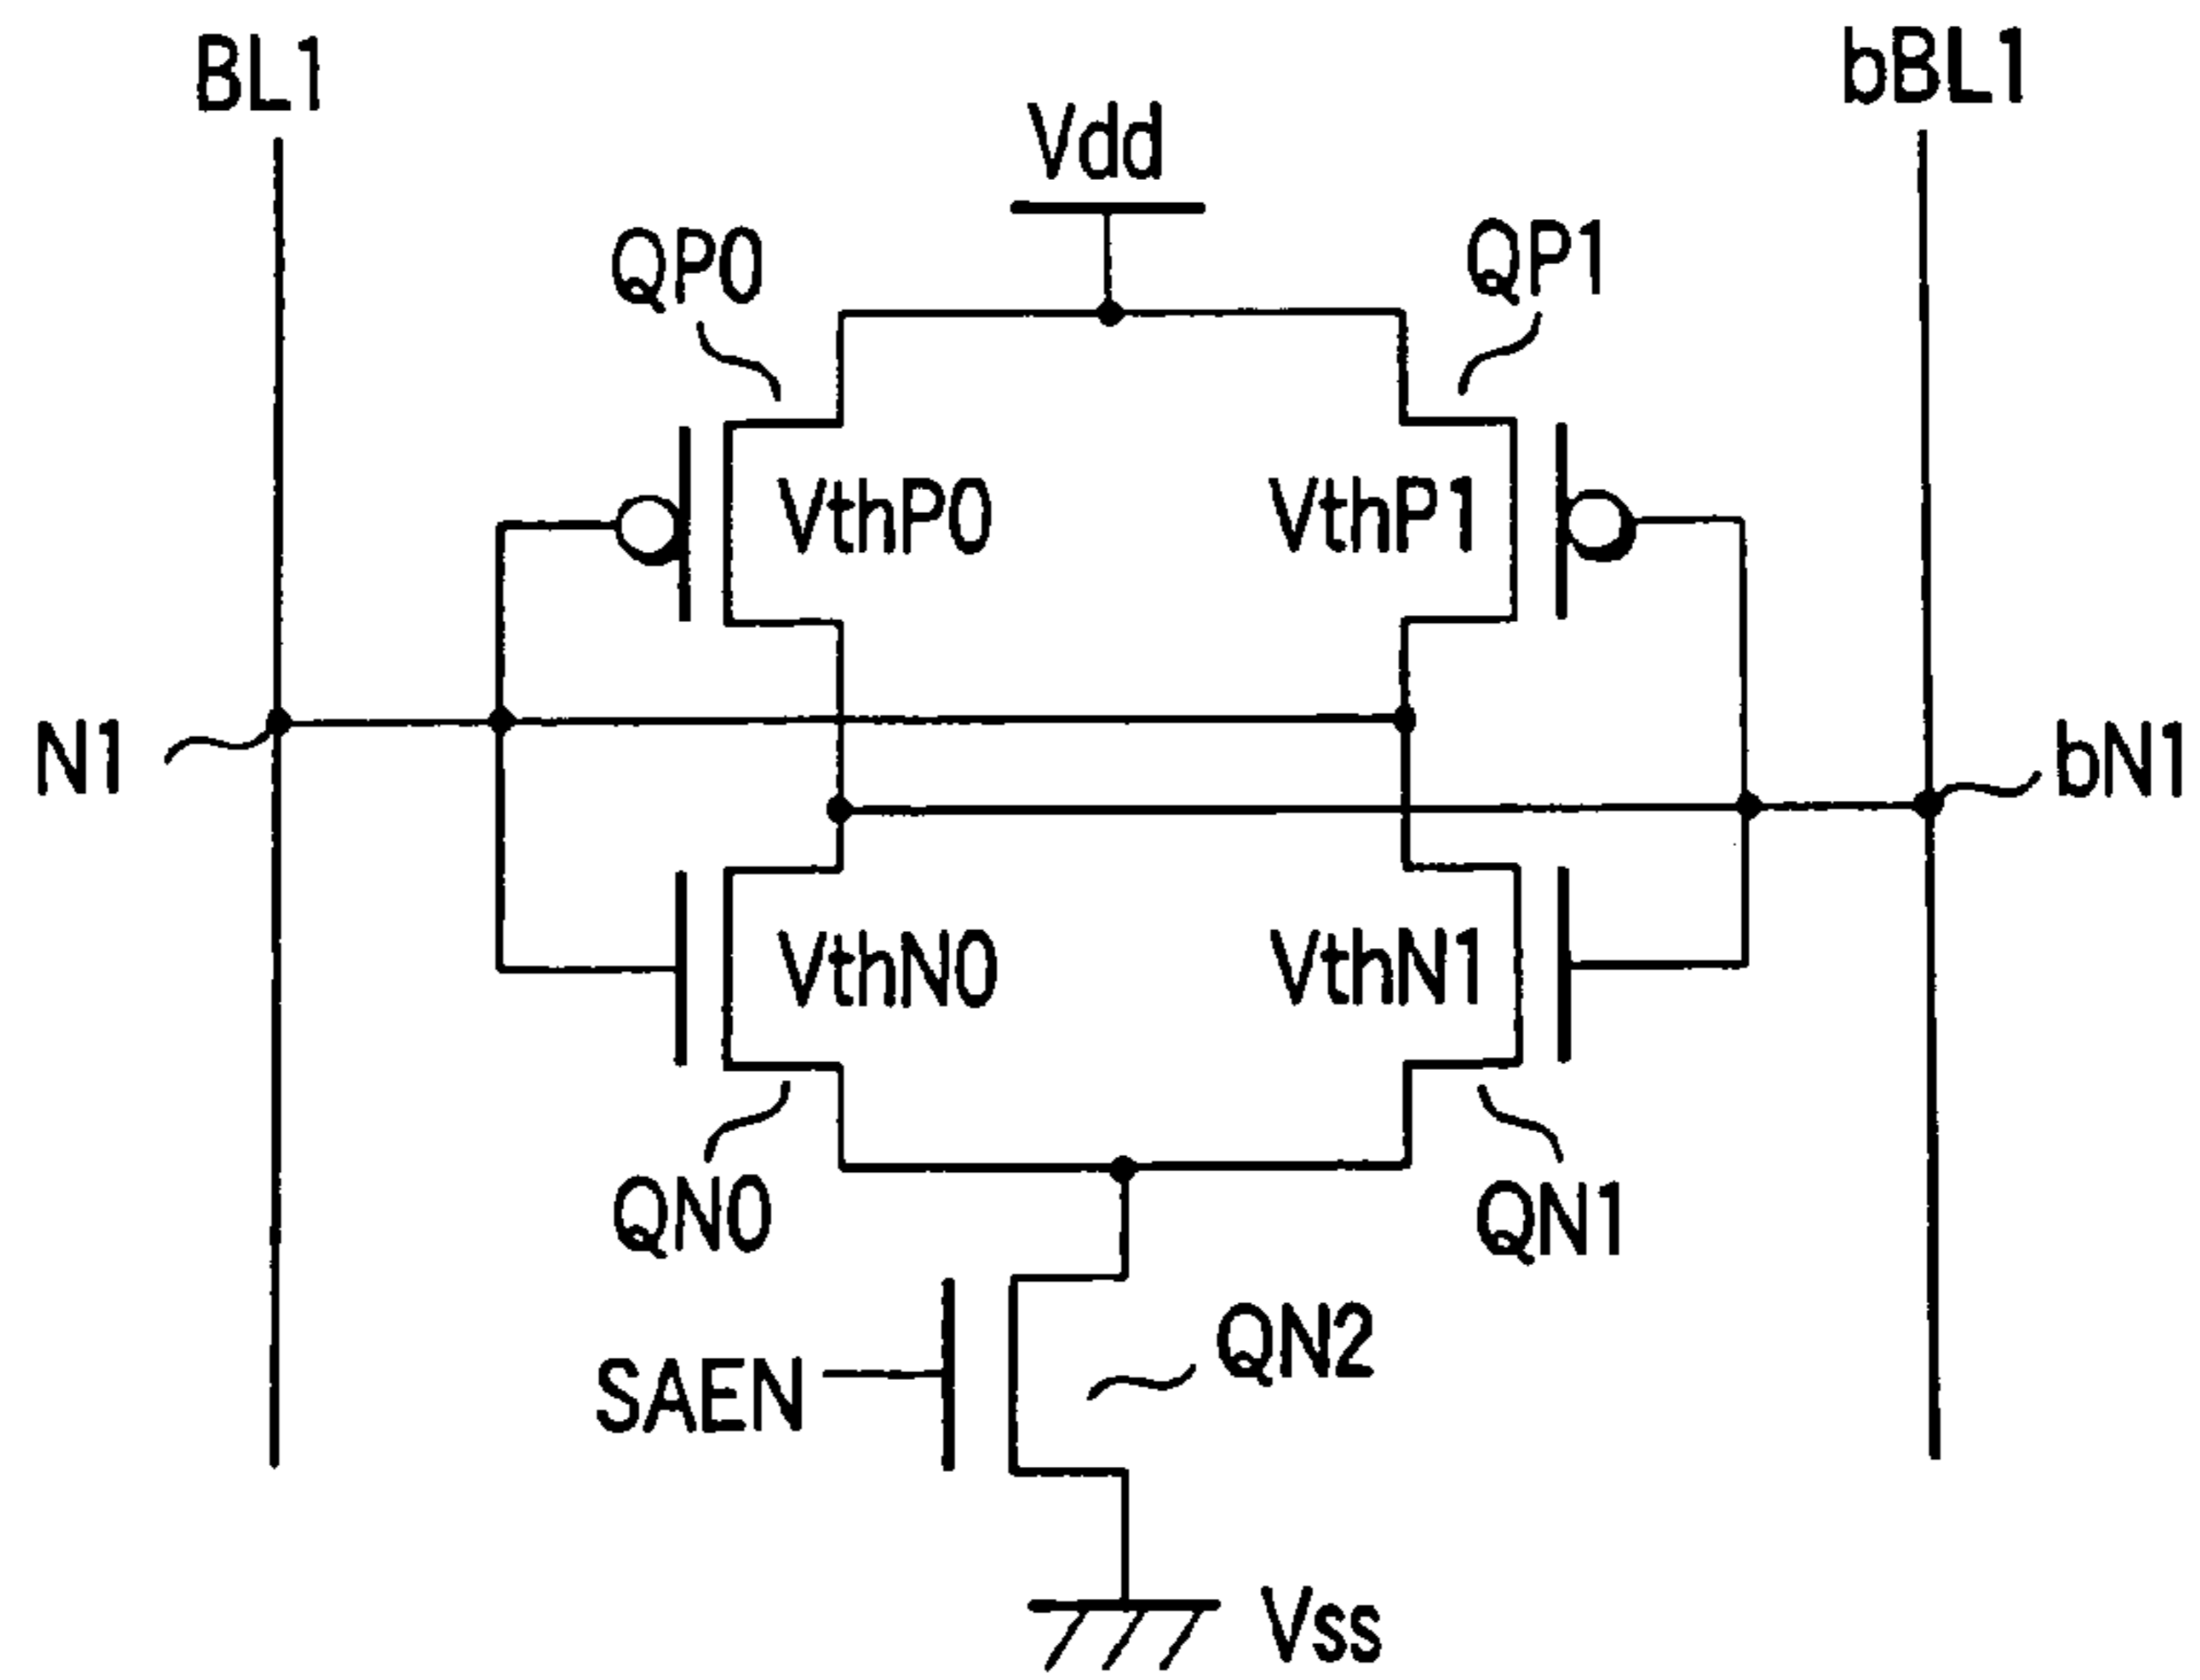 BL1
bBL1
Vdd
QP0
QP1
VthP0
VthP1
N1
bN1
VthN0
VthN1
QN0
QN1
QN2
SAEN
Vss